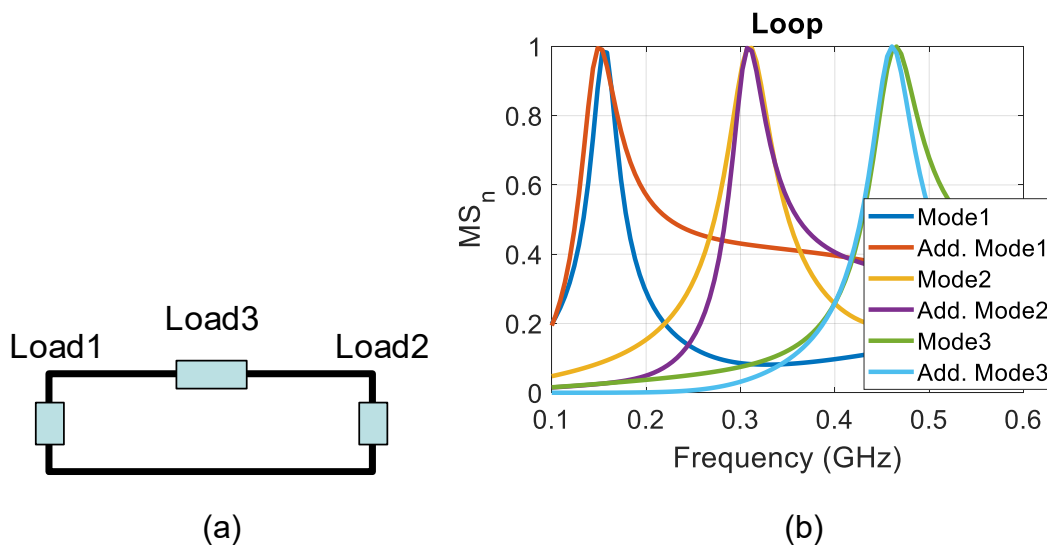 Load3
Load1
Load2
(a)
Loop
MSₙ
1
0.8
0.6
0.4
0.2
0
0.1
0.2
0.3
0.4
0.5
0.6
Frequency (GHz)
Mode1
Add. Mode1
Mode2
Add. Mode2
Mode3
Add. Mode3
(b)